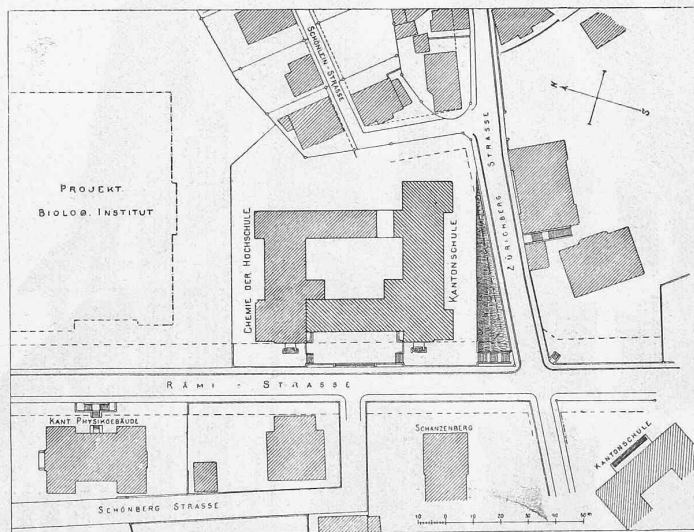 SCHÖNLEIN-STRASSE
N
S
PROJEKT.
BIOLOG. INSTITUT
ZÜRICHBERG STRASSE
CHEMIE DER HOCHSCHULE
KANTONSCHULE
RÄMI - STRASSE
KANT. PHYSIKGEBÄUDE
SCHANZENBERG
KANTONSCHULE
SCHÖNBERG STRASSE
10 0 10 20 30 40 50 m